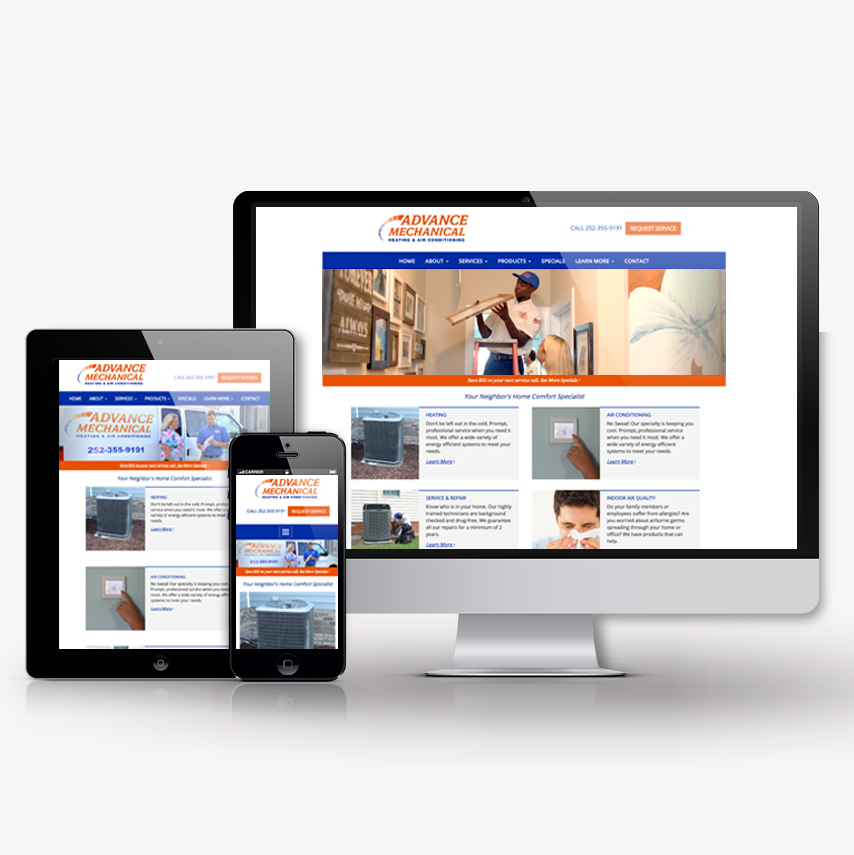 ADVANCE
MECHANICAL
HEATING & AIR CONDITIONING
CALL 252-355-9191
REQUEST SERVICE
HOME ABOUT SERVICES PRODUCTS SPECIALS LEARN MORE CONTACT
FOREVER
ALWAYS
Save $50 on your next service call. See More Specials ›
Your Neighbor's Home Comfort Specialist
HEATING
Don't be left out in the cold. Prompt,
professional service when you need it
most. We offer a wide variety of
energy efficient systems to meet your
needs.
Learn More ›
AIR CONDITIONING
No Sweat! Our specialty is keeping you
cool. Prompt, professional service
when you need it most. We offer a
wide variety of energy efficient
systems to meet your needs.
Learn More ›
SERVICE & REPAIR
Know who is in your home. Our highly
trained technicians are background
checked and drug-free. We guarantee
all our repairs for a minimum of 2
years.
Learn More ›
INDOOR AIR QUALITY
Do your family members or
employees suffer from allergies? Are
you worried about airborne germs
spreading through your home or
office? We have products that can
help.
ADVANCE
MECHANICAL
HEATING & AIR CONDITIONING
CALL 252-355-9191
REQUEST SERVICE
HOME ABOUT SERVICES PRODUCTS SPECIALS LEARN MORE CONTACT
ADVANCE
MECHANICAL
HEATING & AIR CONDITIONING
252-355-9191
Save $50 on your next service call. See More Specials
Your Neighbor's Home Comfort Specialist
HEATING
Don't be left out in the cold. Prompt,
professional service when you need it most. We offer a wide
variety of energy efficient systems to meet your
needs.
Learn More ›
AIR CONDITIONING
No Sweat! Our specialty is keeping you cool.
Prompt, professional service when you need it
most. We offer a wide variety of energy efficient
systems to meet your needs.
Learn More ›
CARRIER
ADVANCE
MECHANICAL
HEATING & AIR CONDITIONING
CALL 252-355-9191
REQUEST SERVICE
ADVANCE
MECHANICAL
252-355-9191
Save $50 on your next service call. See More Specials ›
Your Neighbor's Home Comfort Specialist